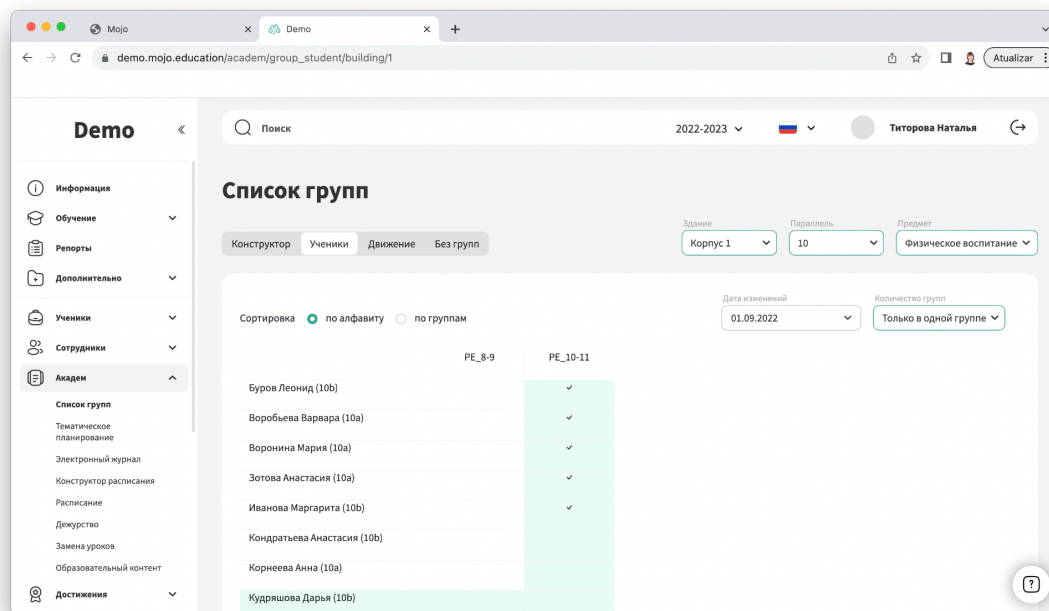 Mojo
Demo
demo.mojo.education/academ/group_student/building/1
Atualizar
Demo
Поиск
2022-2023
Титорова Наталья
Информация
Обучение
Репорты
Дополнительно
Ученики
Сотрудники
Академ
Список групп
Тематическое
планирование
Электронный журнал
Конструктор расписания
Расписание
Дежурство
Замена уроков
Образовательный контент
Достижения
Список групп
Конструктор Ученики Движение Без групп
Здание Параллель Предмет
Корпус 1 10 Физическое воспитание
Дата изменений Количество групп
Сортировка по алфавиту по группам 01.09.2022 Только в одной группе
PE_8-9 PE_10-11
Буров Леонид (10b)
Воробьева Варвара (10a)
Воронина Мария (10a)
Зотова Анастасия (10a)
Иванова Маргарита (10b)
Кондратьева Анастасия (10b)
Корнеева Анна (10a)
Кудряшова Дарья (10b)